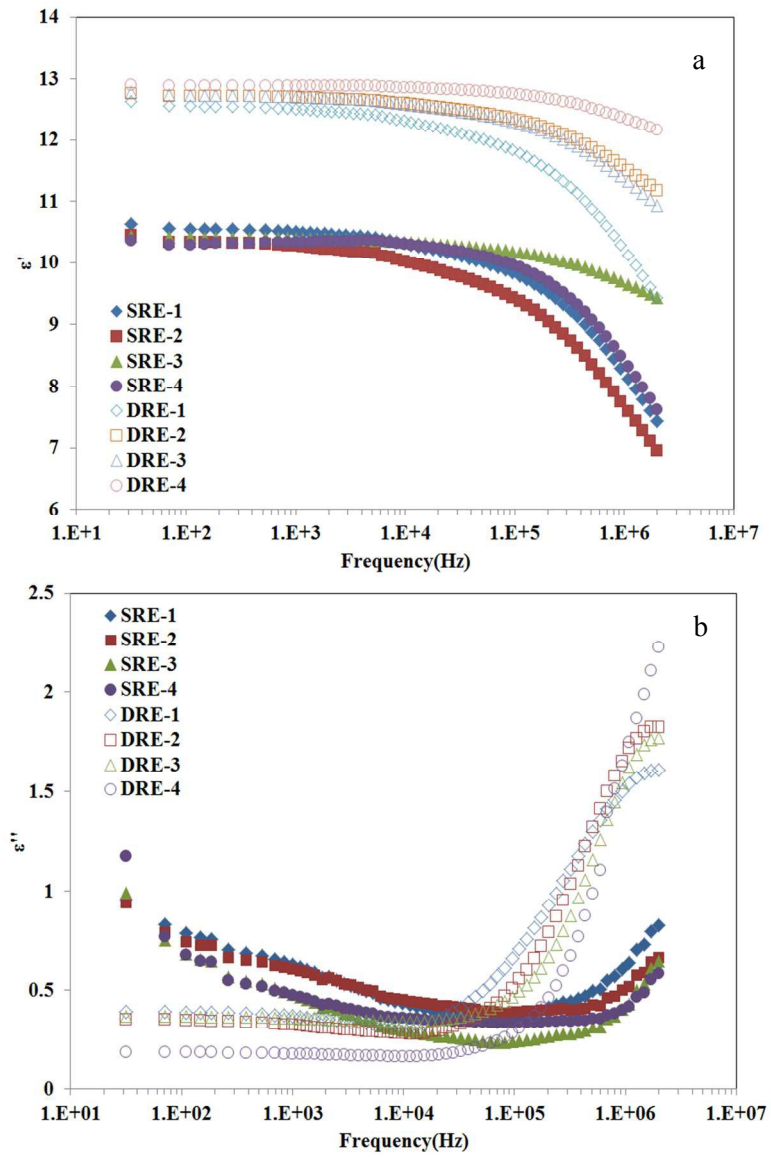 14
a
13
12
11
10
9
8
7
6
ε'
SRE-1
SRE-2
SRE-3
SRE-4
DRE-1
DRE-2
DRE-3
DRE-4
1.E+1 1.E+2 1.E+3 1.E+4 1.E+5 1.E+6 1.E+7
Frequency(Hz)
2.5
b
2
1.5
1
0.5
0
ε''
SRE-1
SRE-2
SRE-3
SRE-4
DRE-1
DRE-2
DRE-3
DRE-4
1.E+01 1.E+02 1.E+03 1.E+04 1.E+05 1.E+06 1.E+07
Frequency(Hz)